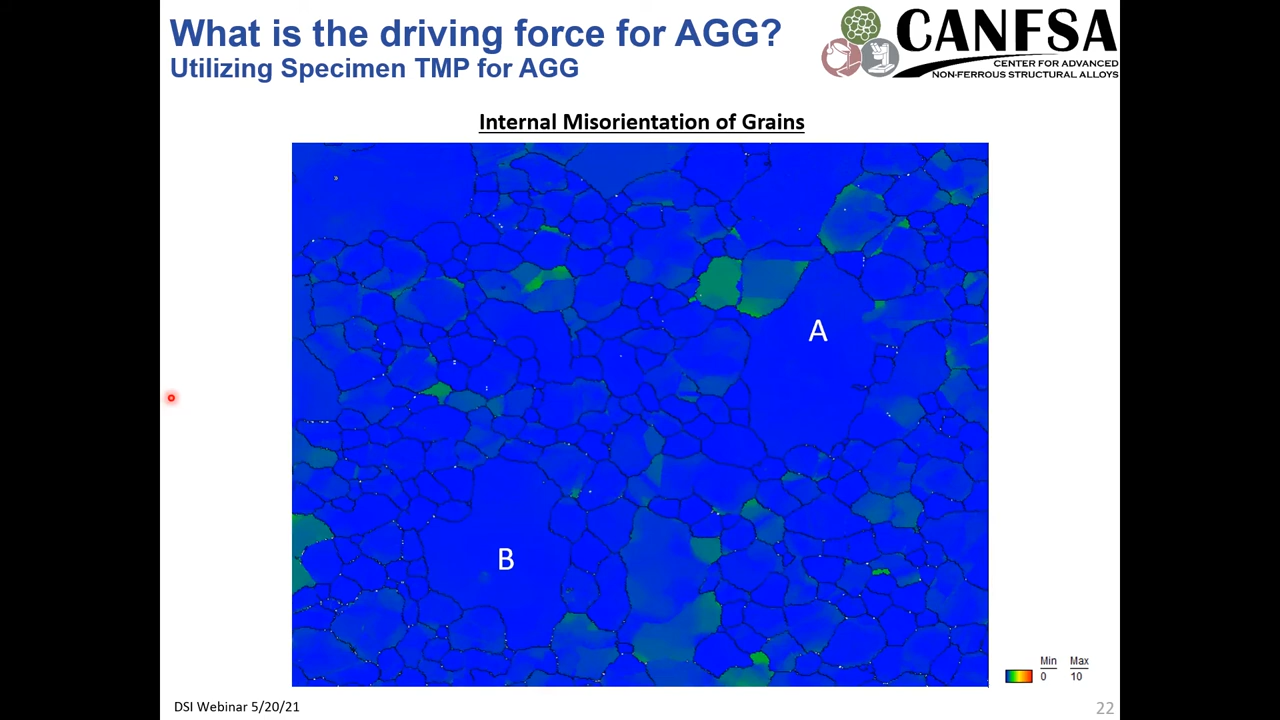 What is the driving force for AGG?
Utilizing Specimen TMP for AGG
CANFSA
CENTER FOR ADVANCED
NON-FERROUS STRUCTURAL ALLOYS
Internal Misorientation of Grains
A
B
Min Max
0 10
DSI Webinar 5/20/21
22